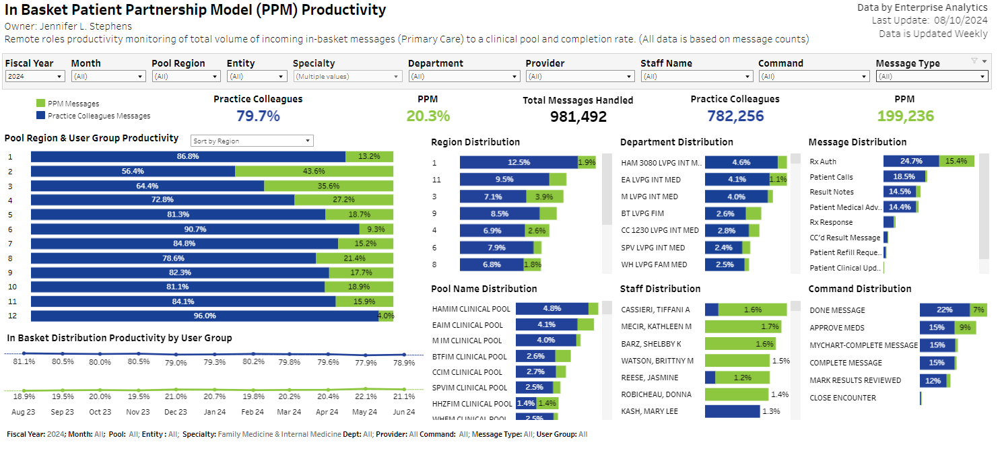 In Basket Patient Partnership Model (PPM) Productivity
Data by Enterprise Analytics
Owner: Jennifer L. Stephens
Last Update: 08/10/2024
Remote roles productivity monitoring of total volume of incoming in-basket messages (Primary Care) to a clinical pool and completion rate. (All data is based on message counts)
Data is Updated Weekly
Fiscal Year Month Pool Region Entity Specialty Department Provider Staff Name Command Message Type
2024 (All) (All) (All) (Multiple values) (All) (All) (All) (All) (All)
PPM Messages
Practice Colleagues Messages
Practice Colleagues
79.7%
PPM
20.3%
Total Messages Handled
981,492
Practice Colleagues
782,256
PPM
199,236
Pool Region & User Group Productivity
Sort by Region
1 86.8% 13.2%
2 56.4% 43.6%
3 64.4% 35.6%
4 72.8% 27.2%
5 81.3% 18.7%
6 90.7% 9.3%
7 84.8% 15.2%
8 78.6% 21.4%
9 82.3% 17.7%
10 81.1% 18.9%
11 84.1% 15.9%
12 96.0% 4.0%
Region Distribution
1 12.5% 1.9%
11 9.5%
3 7.1% 3.9%
9 8.5%
4 6.9% 2.6%
6 7.9%
8 6.8% 1.8%
Department Distribution
HAM 3080 LVPG INT M.. 4.6%
EA LVPG INT MED 4.1% 1.1%
M LVPG INT MED 4.0%
BT LVPG FIM 2.6%
CC 1230 LVPG INT MED 2.8%
SPV LVPG INT MED 2.4%
WH LVPG FAM MED 2.5%
Message Distribution
Rx Auth 24.7% 15.4%
Patient Calls 18.5%
Result Notes 14.5%
Patient Medical Adv.. 14.4%
Rx Response
CC'd Result Message
Patient Refill Reque..
Patient Clinical Upd..
In Basket Distribution Productivity by User Group
81.1% 80.5% 80.0% 80.5% 79.0% 79.3% 80.2% 79.8% 79.6% 77.9% 78.9%
18.9% 19.5% 20.0% 19.5% 21.0% 20.7% 19.8% 20.2% 20.4% 22.1% 21.1%
Aug 23 Sep 23 Oct 23 Nov 23 Dec 23 Jan 24 Feb 24 Mar 24 Apr 24 May 24 Jun 24
Pool Name Distribution
HAMIM CLINICAL POOL 4.8%
EAIM CLINICAL POOL 4.1%
M IM CLINICAL POOL 4.0%
BTFIM CLINICAL POOL 2.6%
CCIM CLINICAL POOL 2.7%
SPVIM CLINICAL POOL 2.5%
HHZFIM CLINICAL POOL 1.4% 1.4%
WHFM CLINICAL POOL 2.5%
Staff Distribution
CASSIERI, TIFFANI A 1.6%
MECIR, KATHLEEN M 1.7%
BARZ, SHELBBY K 1.6%
WATSON, BRITTNY M 1.5%
REESE, JASMINE 1.2%
ROBICHEAU, DONNA 1.4%
KASH, MARY LEE 1.3%
Command Distribution
DONE MESSAGE 22% 7%
APPROVE MEDS 15% 9%
MYCHART-COMPLETE MESSAGE 15%
COMPLETE MESSAGE 15%
MARK RESULTS REVIEWED 12%
CLOSE ENCOUNTER
Fiscal Year: 2024; Month: All; Pool: All; Entity : All; Specialty: Family Medicine & Internal Medicine Dept: All; Provider: All Command: All; Message Type: All; User Group: All